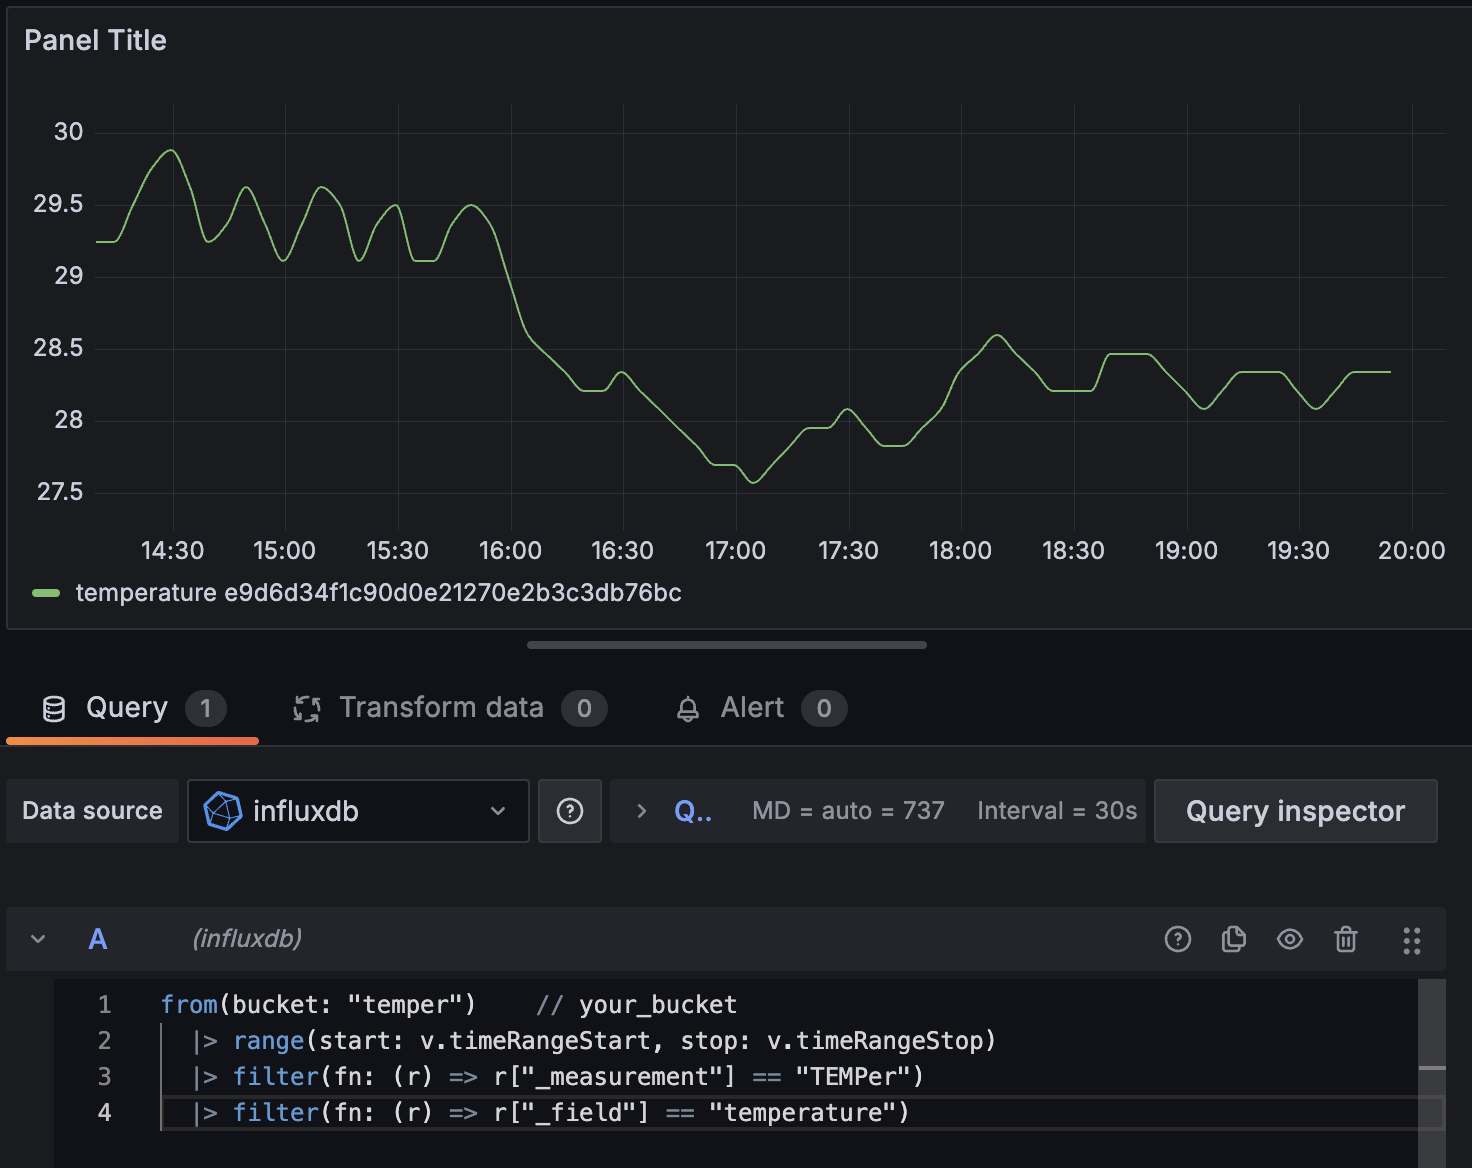 Panel Title
30
29.5
29
28.5
28
27.5
14:30 15:00 15:30 16:00 16:30 17:00 17:30 18:00 18:30 19:00 19:30 20:00
temperature e9d6d34f1c90d0e21270e2b3c3db76bc
Query 1 Transform data 0 Alert 0
Data source influxdb Q.. MD = auto = 737 Interval = 30s Query inspector
A (influxdb)
1 from(bucket: "temper") // your_bucket
2 |> range(start: v.timeRangeStart, stop: v.timeRangeStop)
3 |> filter(fn: (r) => r["_measurement"] == "TEMPer")
4 |> filter(fn: (r) => r["_field"] == "temperature")